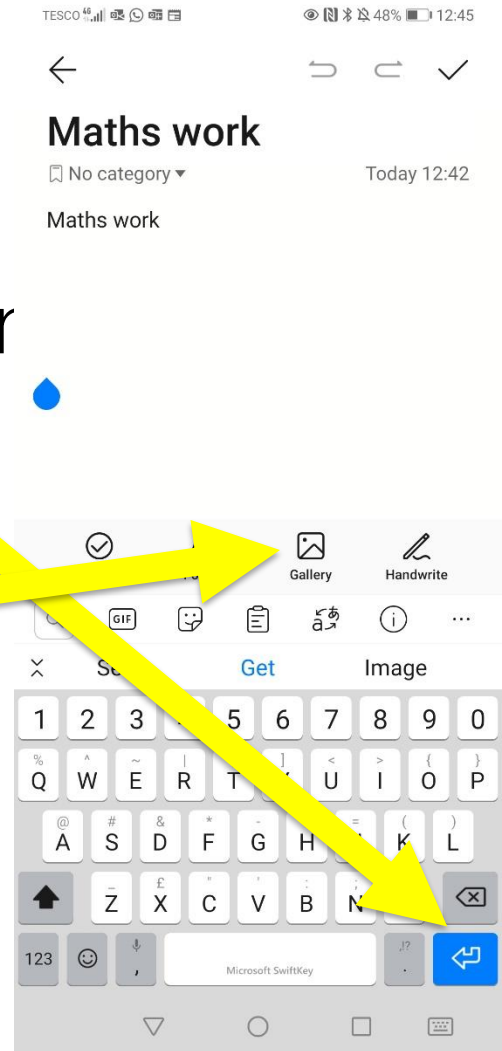 TESCO 4G 48% 12:45
Maths work
No category Today 12:42
Maths work
r
Gallery Handwrite
GIF
Get Image
1 2 3 5 6 7 8 9 0
% ^ ~ | ] < > { }
Q W E R T U I O P
@ # & * - = ( )
A S D F G H K L
_ £ " ' : ;
Z X C V B N
123 , Microsoft SwiftKey ,!? .